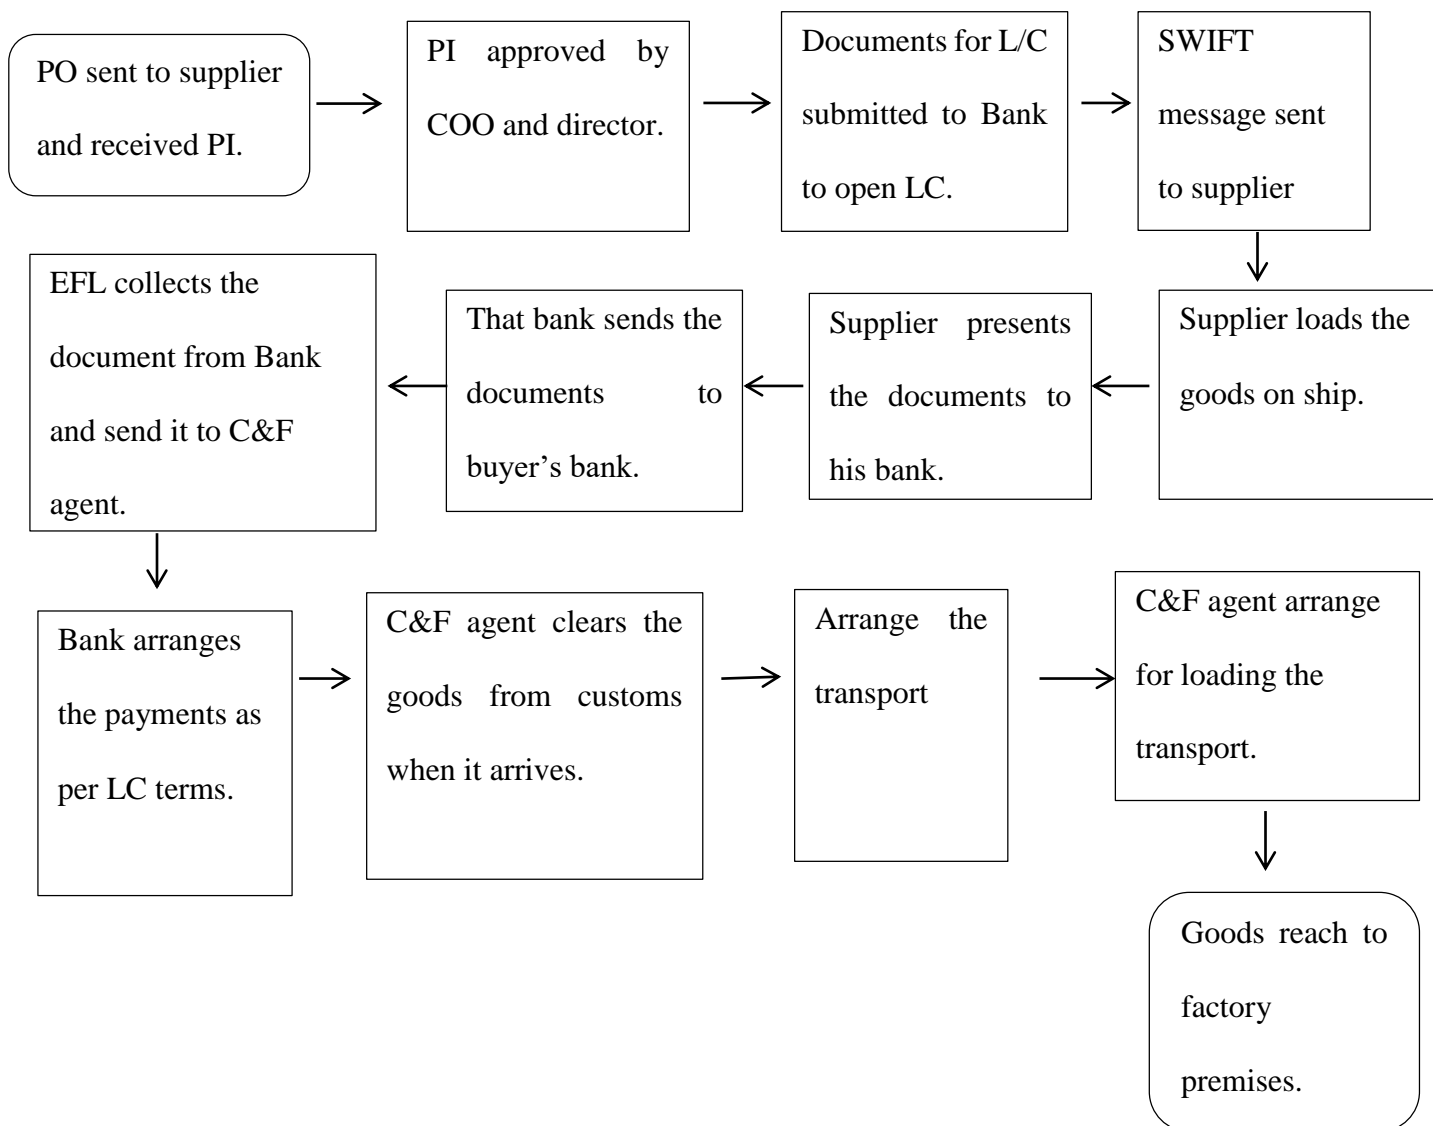 PO sent to supplier
and received PI.
PI approved by
COO and director.
Documents for L/C
submitted to Bank
to open LC.
SWIFT
message sent
to supplier
Supplier loads the
goods on ship.
Supplier presents
the documents to
his bank.
That bank sends the
documents to
buyer’s bank.
EFL collects the
document from Bank
and send it to C&F
agent.
Bank arranges
the payments as
per LC terms.
C&F agent clears the
goods from customs
when it arrives.
Arrange the
transport
C&F agent arrange
for loading the
transport.
Goods reach to
factory
premises.